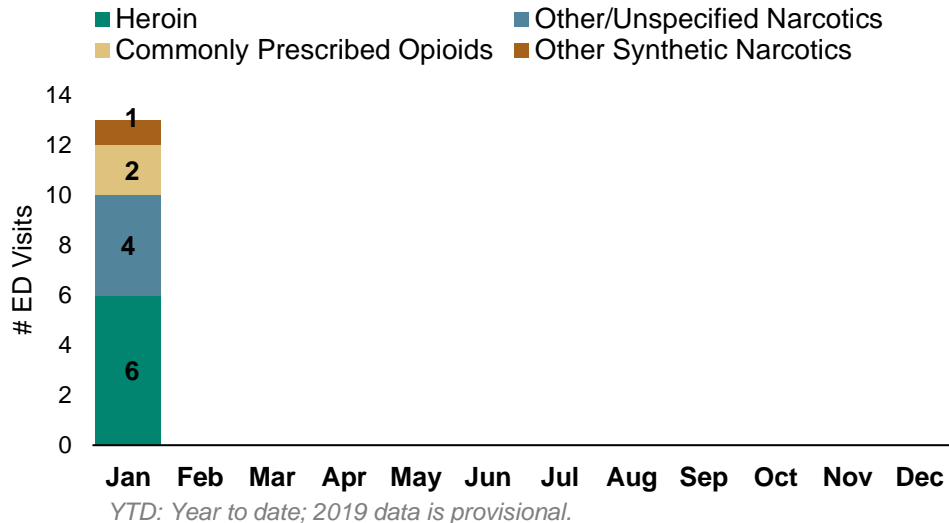 Heroin Other/Unspecified Narcotics
Commonly Prescribed Opioids Other Synthetic Narcotics
14
12
10
8
6
4
2
0
# ED Visits
1
2
4
6
Jan Feb Mar Apr May Jun Jul Aug Sep Oct Nov Dec
YTD: Year to date; 2019 data is provisional.